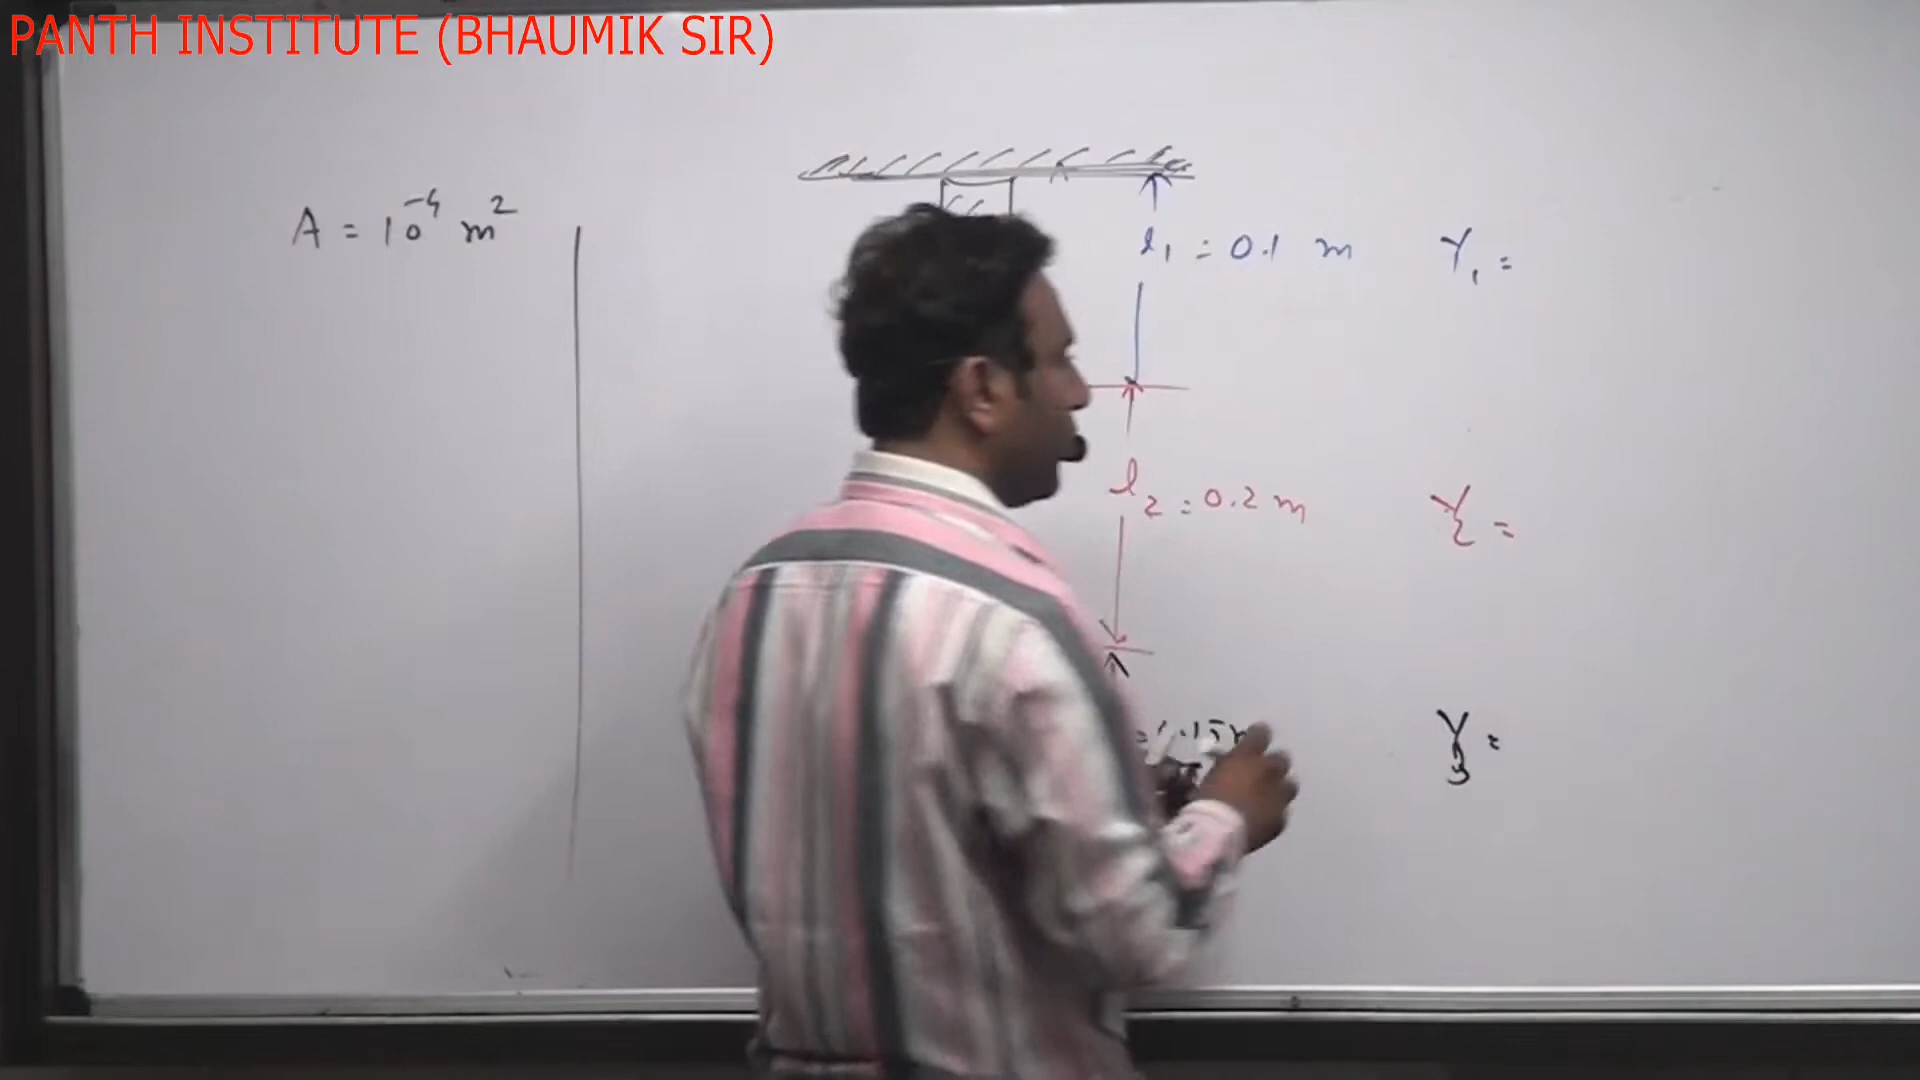 PANTH INSTITUTE (BHAUMIK SIR)
A = 10⁻⁴ m²
l₁ = 0.1 m
Y₁ =
l₂ = 0.2 m
Y₂ =
Y₃ =